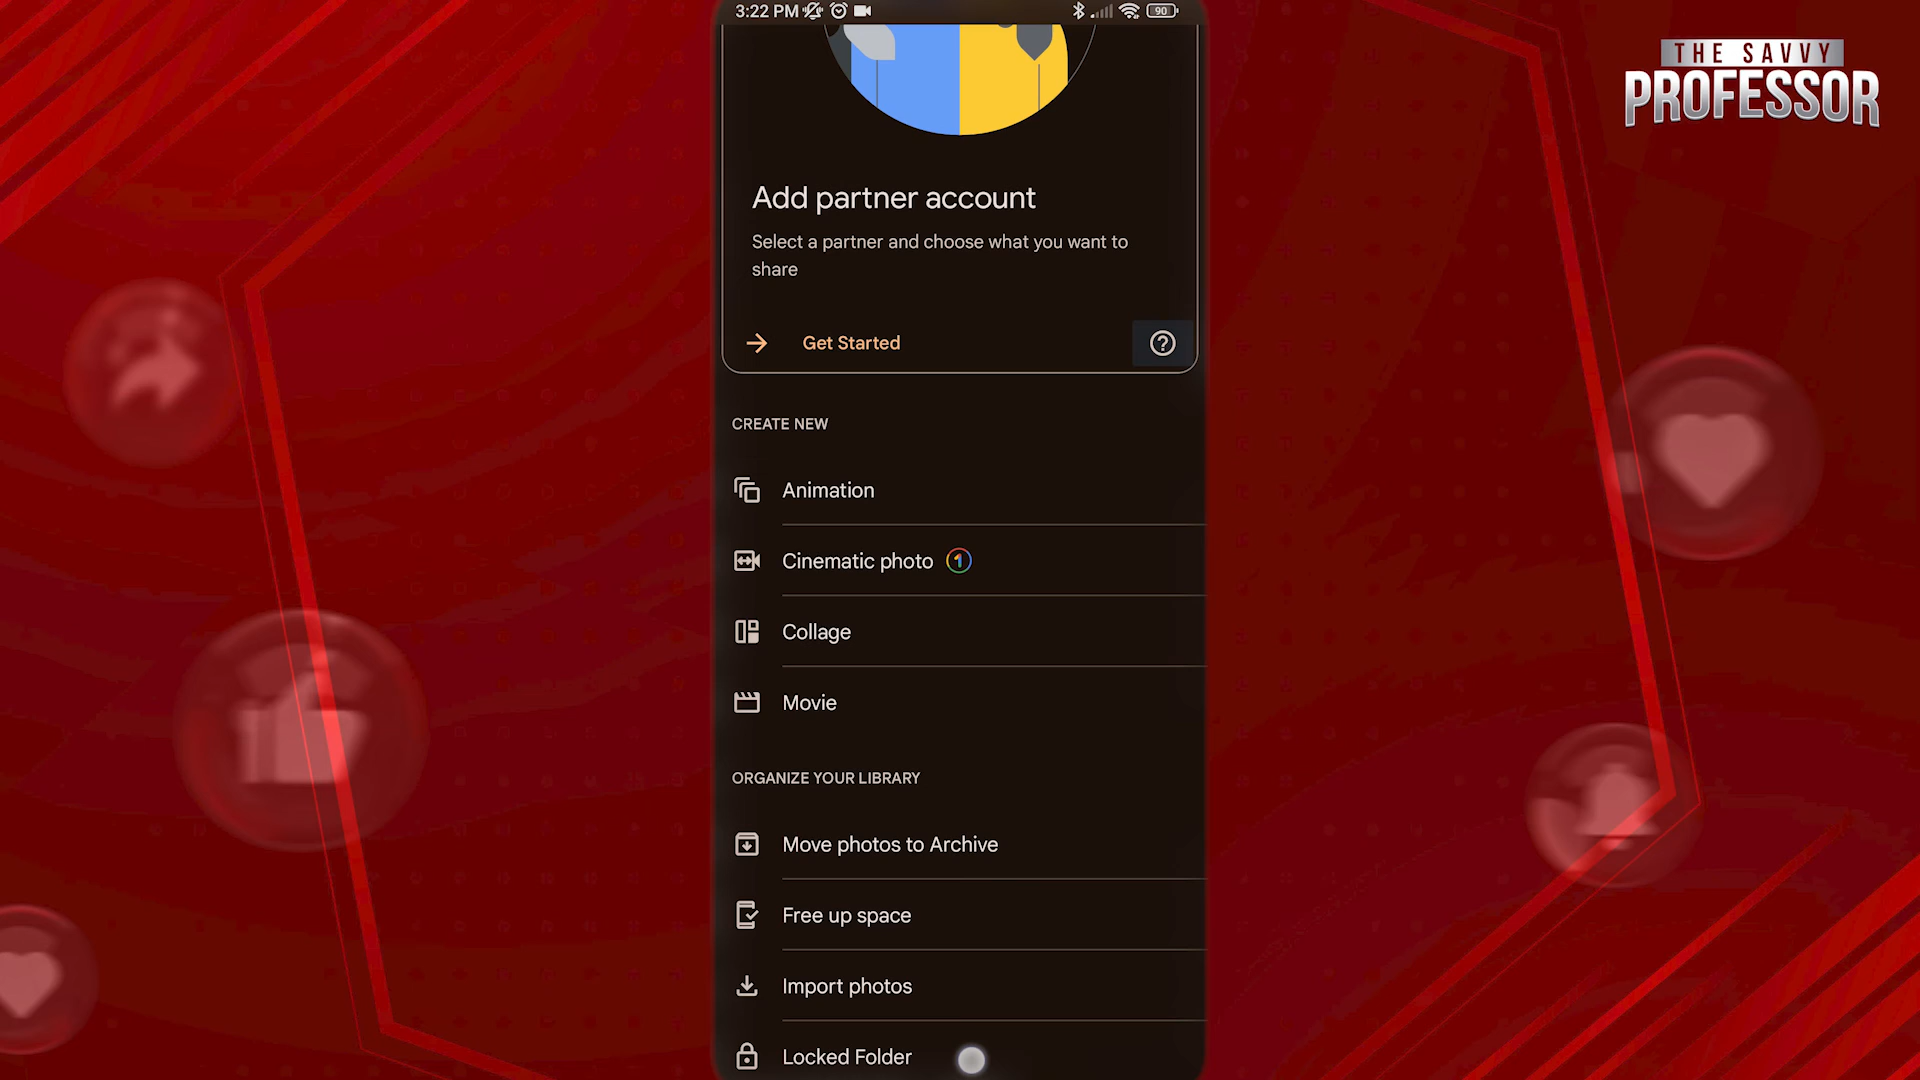 3:22 PM
90
THE SAVVY
PROFESSOR
Add partner account
Select a partner and choose what you want to
share
Get Started
CREATE NEW
Animation
Cinematic photo
Collage
Movie
ORGANIZE YOUR LIBRARY
Move photos to Archive
Free up space
Import photos
Locked Folder